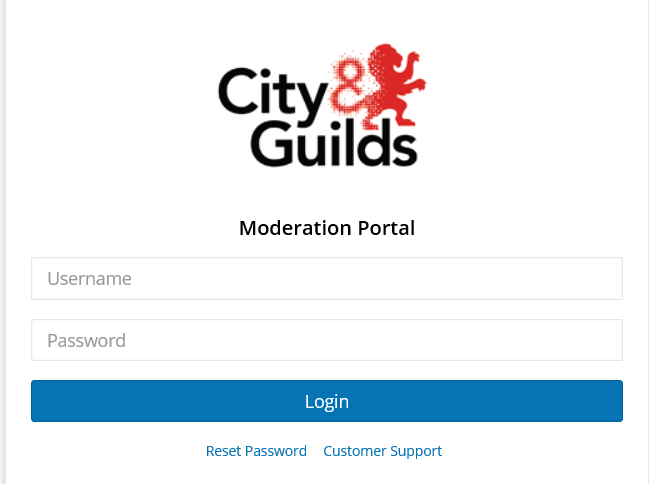 City&
Guilds
Moderation Portal
Username
Password
Login
Reset Password Customer Support